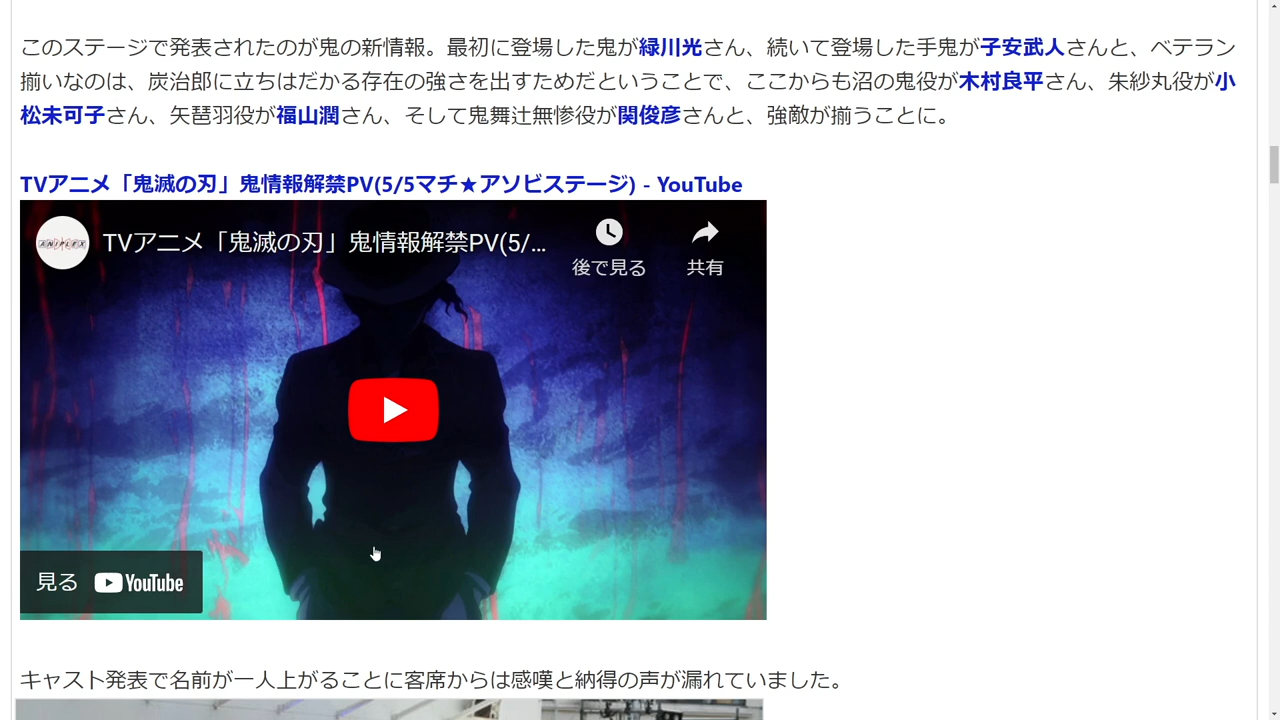 このステージで発表されたのが鬼の新情報。最初に登場した鬼が緑川光さん、続いて登場した手鬼が子安武人さんと、ベテラン
揃いなのは、炭治郎に立ちはだかる存在の強さを出すためだということで、ここからも沼の鬼役が木村良平さん、朱紗丸役が小
松未可子さん、矢琶羽役が福山潤さん、そして鬼舞辻無惨役が関俊彦さんと、強敵が揃うことに。
TVアニメ「鬼滅の刃」鬼情報解禁PV(5/5マチ★アソビステージ) - YouTube
ANIPLEX
TVアニメ「鬼滅の刃」鬼情報解禁PV(5/...
後で見る
共有
見る YouTube
キャスト発表で名前が一人上がることに客席からは感嘆と納得の声が漏れていました。